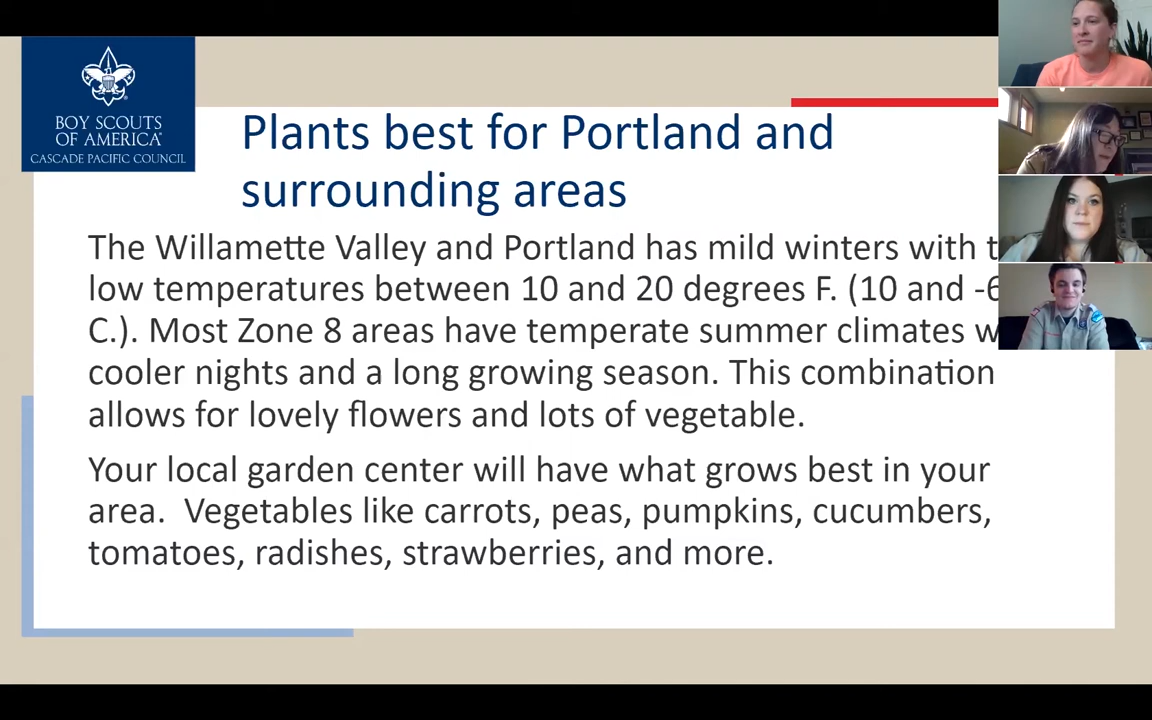 BOY SCOUTS
OF AMERICA
CASCADE PACIFIC COUNCIL
Plants best for Portland and
surrounding areas
The Willamette Valley and Portland has mild winters with
low temperatures between 10 and 20 degrees F. (10 and -6
C.). Most Zone 8 areas have temperate summer climates
cooler nights and a long growing season. This combination
allows for lovely flowers and lots of vegetable.
Your local garden center will have what grows best in your
area. Vegetables like carrots, peas, pumpkins, cucumbers,
tomatoes, radishes, strawberries, and more.